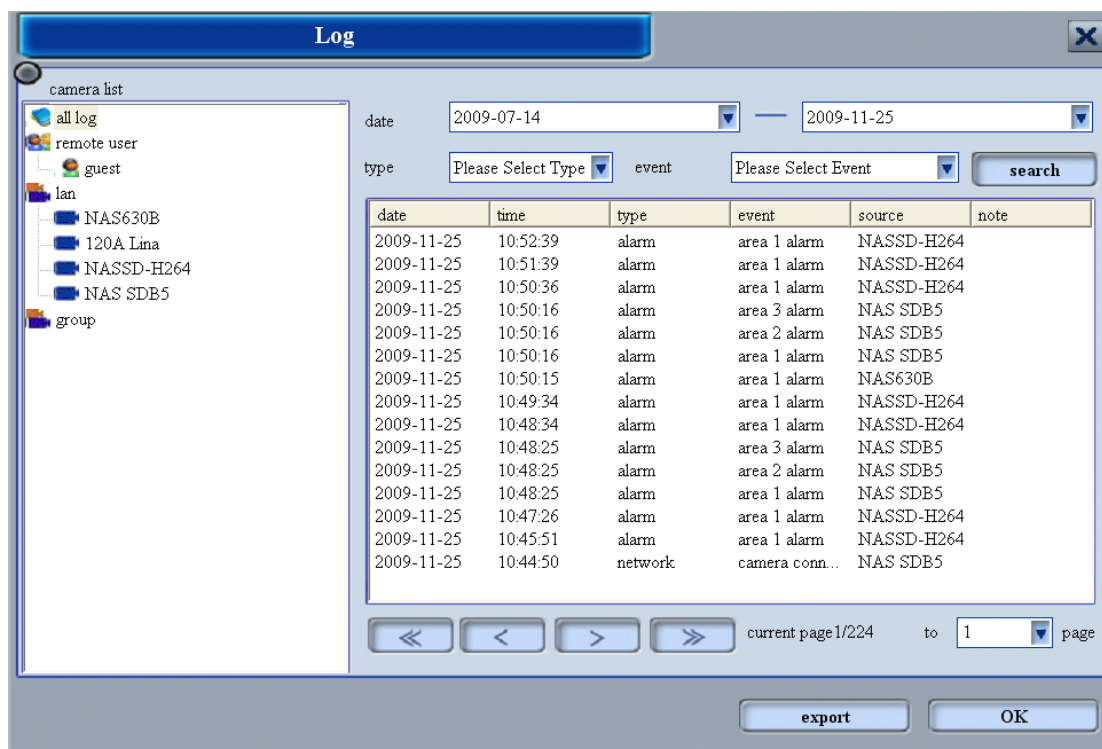 Log
camera list
all log
remote user
guest
lan
NAS630B
120A Lina
NASSD-H264
NAS SDB5
group
date 2009-07-14 — 2009-11-25
type Please Select Type event Please Select Event search
date time type event source note
2009-11-25 10:52:39 alarm area 1 alarm NASSD-H264
2009-11-25 10:51:39 alarm area 1 alarm NASSD-H264
2009-11-25 10:50:36 alarm area 1 alarm NASSD-H264
2009-11-25 10:50:16 alarm area 3 alarm NAS SDB5
2009-11-25 10:50:16 alarm area 2 alarm NAS SDB5
2009-11-25 10:50:16 alarm area 1 alarm NAS SDB5
2009-11-25 10:50:15 alarm area 1 alarm NAS630B
2009-11-25 10:49:34 alarm area 1 alarm NASSD-H264
2009-11-25 10:48:34 alarm area 1 alarm NASSD-H264
2009-11-25 10:48:25 alarm area 3 alarm NAS SDB5
2009-11-25 10:48:25 alarm area 2 alarm NAS SDB5
2009-11-25 10:48:25 alarm area 1 alarm NAS SDB5
2009-11-25 10:47:26 alarm area 1 alarm NASSD-H264
2009-11-25 10:45:51 alarm area 1 alarm NASSD-H264
2009-11-25 10:44:50 network camera conn... NAS SDB5
current page1/224 to 1 page
export OK